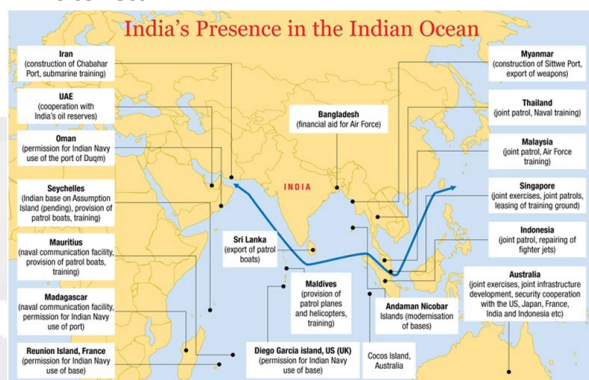 India's Presence in the Indian Ocean
Iran
(construction of Chabahar
Port, submarine training)
UAE
(cooperation with
India's oil reserves)
Oman
(permission for Indian Navy
use of the port of Duqm)
Seychelles
(Indian base on Assumption
Island (pending), provision of
patrol boats, training)
Mauritius
(naval communication facility,
provision of patrol boats,
training)
Madagascar
(naval communication facility,
permission for Indian Navy
use of port)
Reunion Island, France
(permission for Indian Navy
use of base)
Bangladesh
(financial aid for Air Force)
INDIA
Sri Lanka
(export of patrol
boats)
Maldives
(provision of
patrol planes
and helicopters,
training)
Diego Garcia island, US (UK)
(permission for Indian Navy
use of base)
Andaman Nicobar
Islands (modernisation
of bases)
Cocos Island,
Australia
Myanmar
(construction of Sittwe Port,
export of weapons)
Thailand
(joint patrol, Naval training)
Malaysia
(joint patrol, Air Force
training)
Singapore
(joint exercises, joint patrols,
leasing of training ground)
Indonesia
(joint patrol, repairing of
fighter jets)
Australia
(joint exercises, joint infrastructure
development, security cooperation
with the US, Japan, France,
India and Indonesia etc)